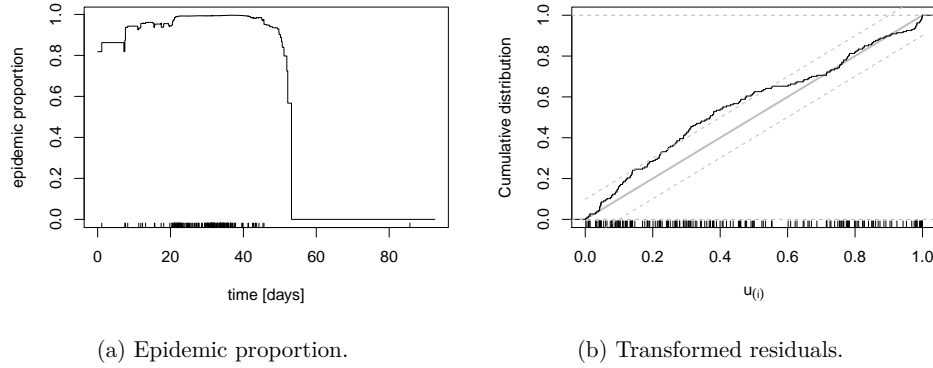 epidemic proportion
1.0
0.8
0.6
0.4
0.2
0.0
0 20 40 60 80
time [days]
(a) Epidemic proportion.
Cumulative distribution
1.0
0.8
0.6
0.4
0.2
0.0
0.0 0.2 0.4 0.6 0.8 1.0
u(i)
(b) Transformed residuals.